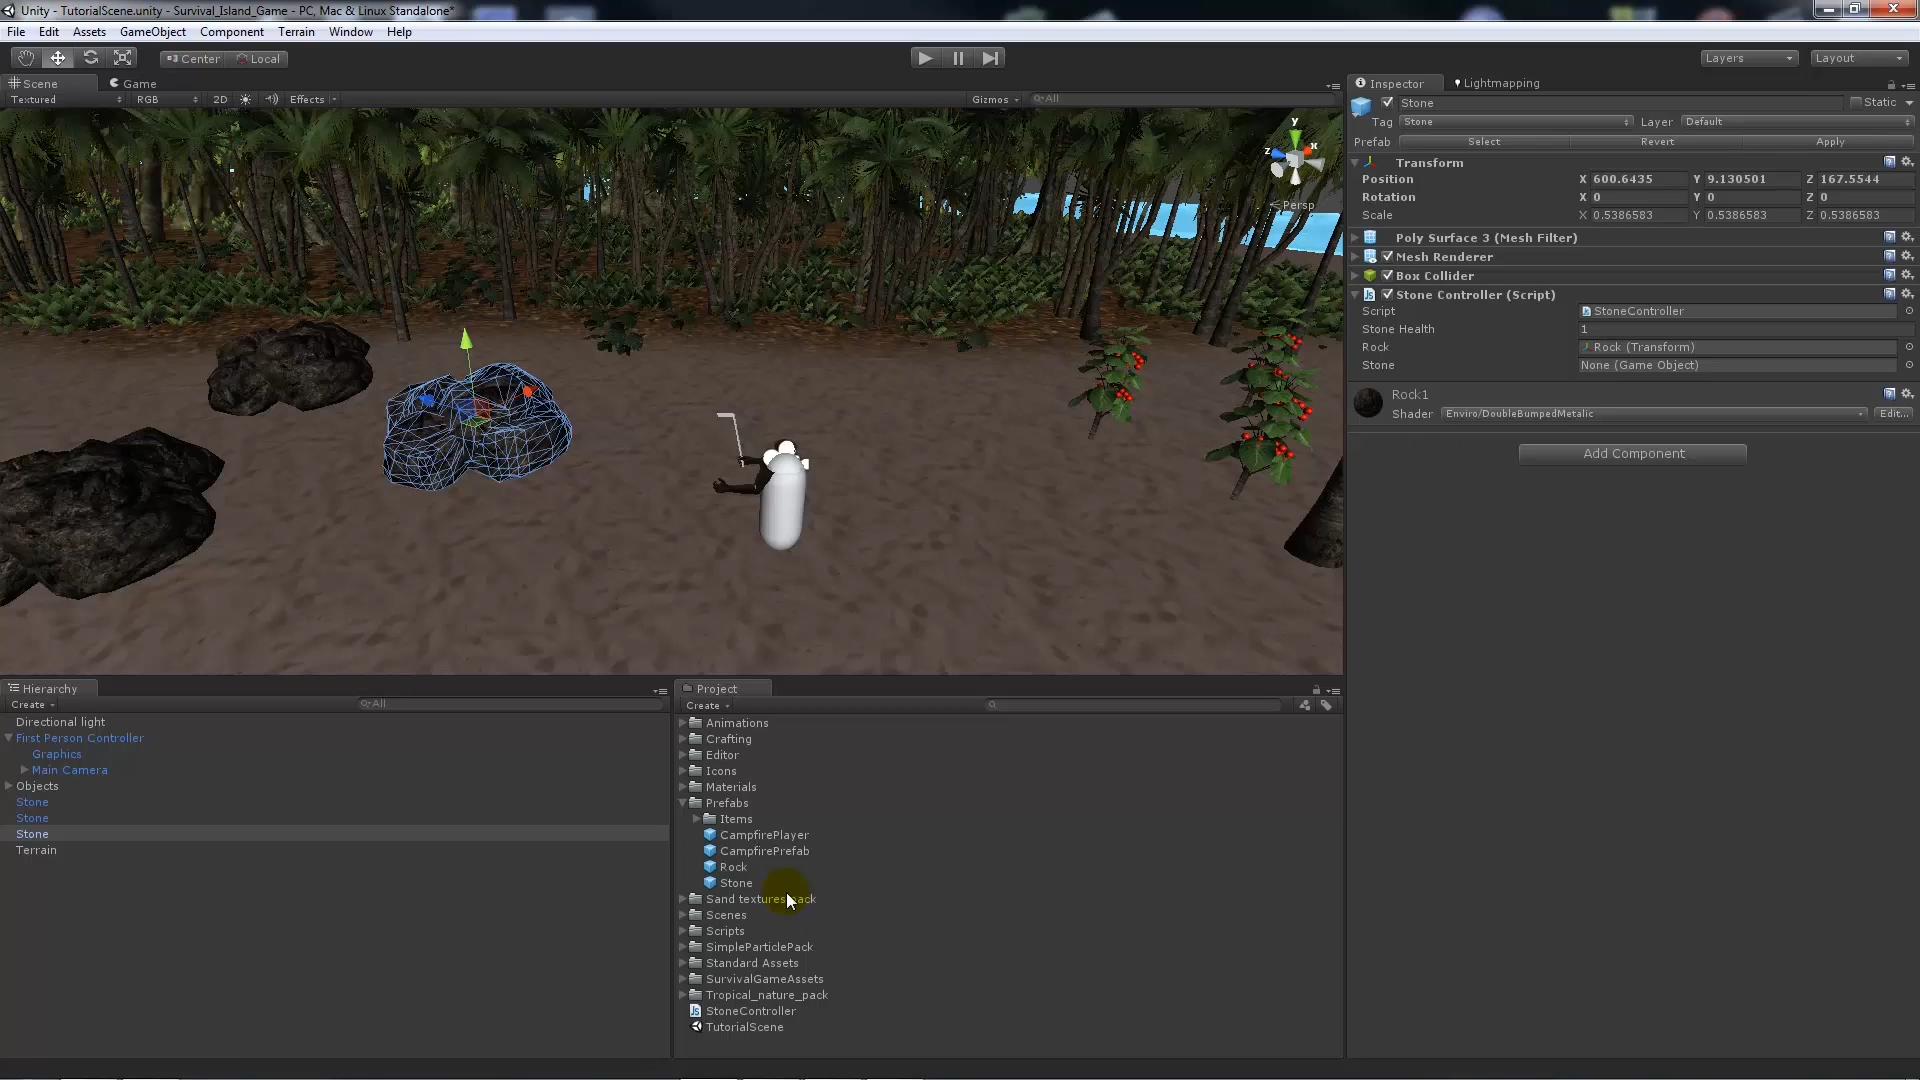 Unity - TutorialScene.unity - Survival_Island_Game - PC, Mac & Linux Standalone*
File Edit Assets GameObject Component Terrain Window Help
Center Local Layers Layout
Scene Game
Textured RGB 2D Effects Gizmos All
y
z x
Persp
Inspector Lightmapping
Stone Static
Tag Stone Layer Default
Prefab Select Revert Apply
Transform
Position X 600.6435 Y 9.130501 Z 167.5544
Rotation X 0 Y 0 Z 0
Scale X 0.5386583 Y 0.5386583 Z 0.5386583
Poly Surface 3 (Mesh Filter)
Mesh Renderer
Box Collider
Stone Controller (Script)
Script StoneController
Stone Health 1
Rock Rock (Transform)
Stone None (Game Object)
Rock1
Shader Enviro/DoubleBumpedMetalic Edit...
Add Component
Hierarchy
Create All
Directional light
First Person Controller
Graphics
Main Camera
Objects
Stone
Stone
Stone
Terrain
Project
Create
Animations
Crafting
Editor
Icons
Materials
Prefabs
Items
CampfirePlayer
CampfirePrefab
Rock
Stone
Sand textures pack
Scenes
Scripts
SimpleParticlePack
Standard Assets
SurvivalGameAssets
Tropical_nature_pack
StoneController
TutorialScene